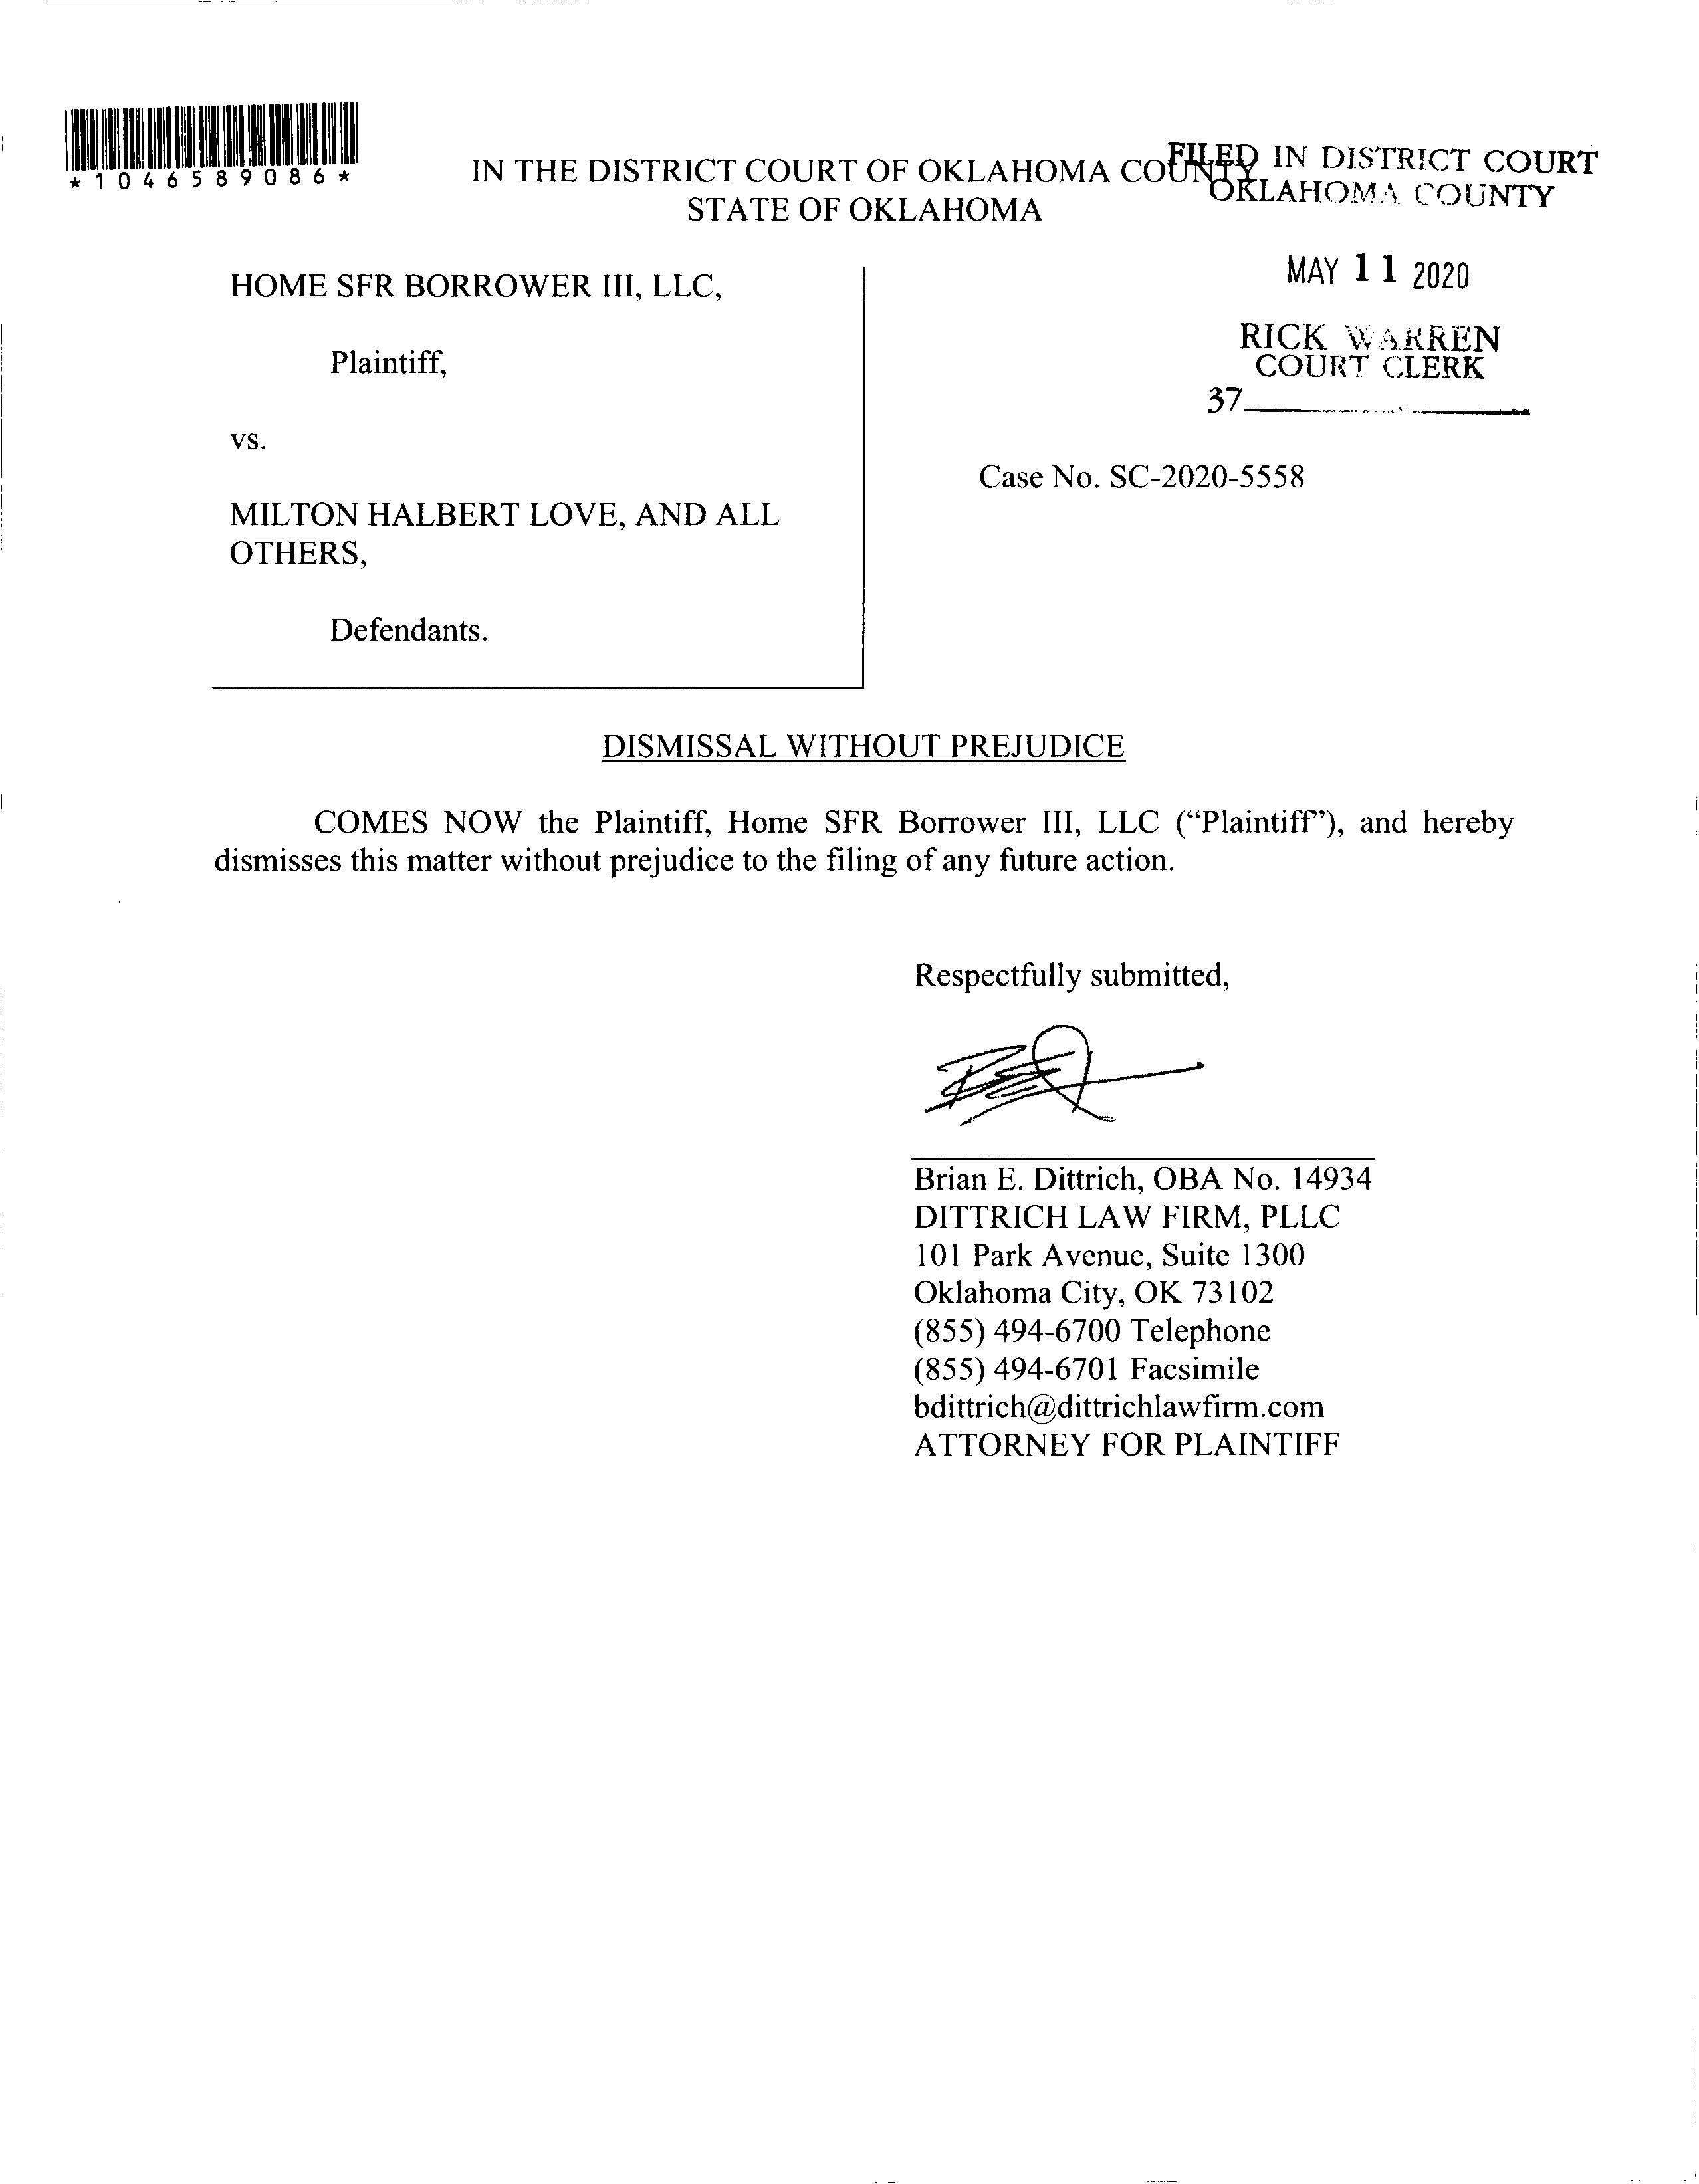 *1046589086*
IN THE DISTRICT COURT OF OKLAHOMA COUNTY
STATE OF OKLAHOMA
FILED IN DISTRICT COURT
OKLAHOMA COUNTY
MAY 11 2020
RICK WARREN
COURT CLERK
37
HOME SFR BORROWER III, LLC,
Plaintiff,
vs.
MILTON HALBERT LOVE, AND ALL
OTHERS,
Defendants.
Case No. SC-2020-5558
DISMISSAL WITHOUT PREJUDICE
COMES NOW the Plaintiff, Home SFR Borrower III, LLC (“Plaintiff”), and hereby
dismisses this matter without prejudice to the filing of any future action.
Respectfully submitted,
Brian E. Dittrich, OBA No. 14934
DITTRICH LAW FIRM, PLLC
101 Park Avenue, Suite 1300
Oklahoma City, OK 73102
(855) 494-6700 Telephone
(855) 494-6701 Facsimile
bdittrich@dittrichlawfirm.com
ATTORNEY FOR PLAINTIFF